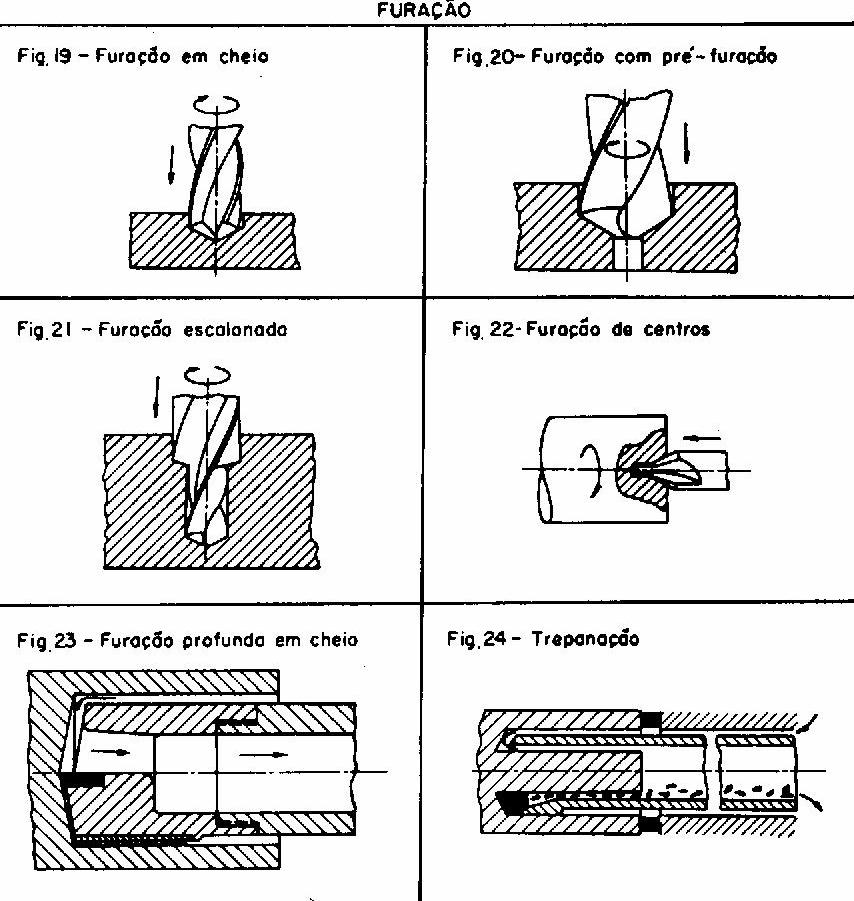 FURAÇÃO
Fig. 19 - Furação em cheio
Fig. 20- Furação com pré-furação
Fig. 21 - Furação escalonada
Fig. 22- Furação de centros
Fig. 23 - Furação profunda em cheio
Fig. 24 - Trepanação